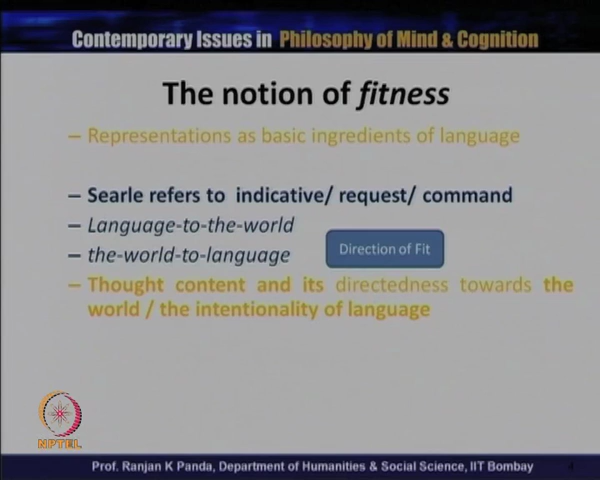 Contemporary Issues in Philosophy of Mind & Cognition
The notion of fitness
– Representations as basic ingredients of language
– Searle refers to indicative/ request/ command
– Language-to-the-world
– the-world-to-language
Direction of Fit
– Thought content and its directedness towards the
world / the intentionality of language
NPTEL
Prof. Ranjan K Panda, Department of Humanities & Social Science, IIT Bombay
4